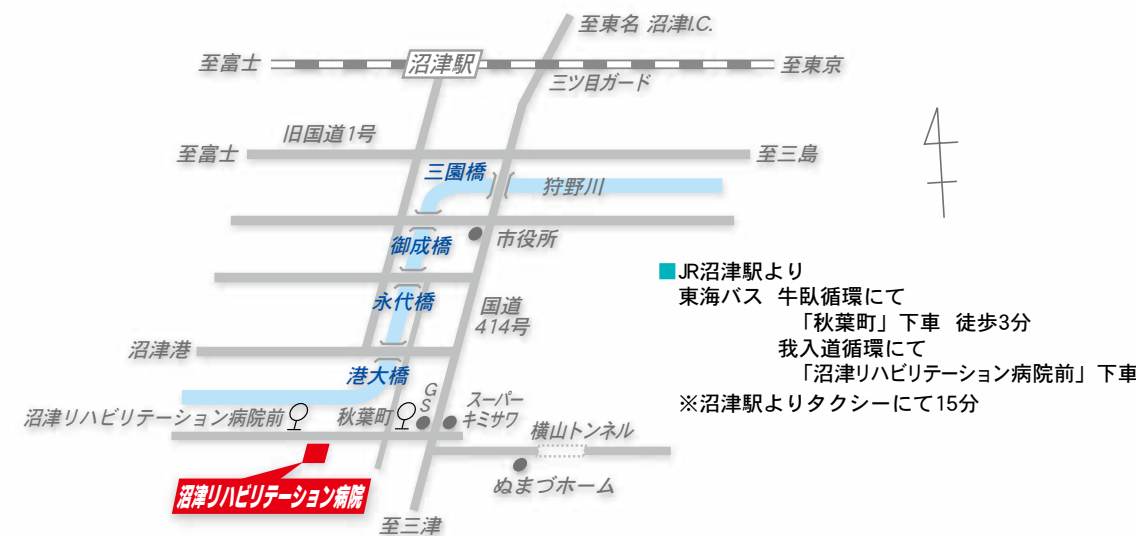 至東名 沼津I.C.
至富士
沼津駅
至東京
三ツ目ガード
旧国道1号
至富士
至三島
三園橋
狩野川
御成橋
市役所
永代橋
国道
414号
沼津港
港大橋
GS
スーパー
キミサワ
沼津リハビリテーション病院前
秋葉町
横山トンネル
ぬまづホーム
沼津リハビリテーション病院
至三津
■JR沼津駅より
東海バス 牛臥循環にて
「秋葉町」下車 徒歩3分
我入道循環にて
「沼津リハビリテーション病院前」下車
※沼津駅よりタクシーにて15分